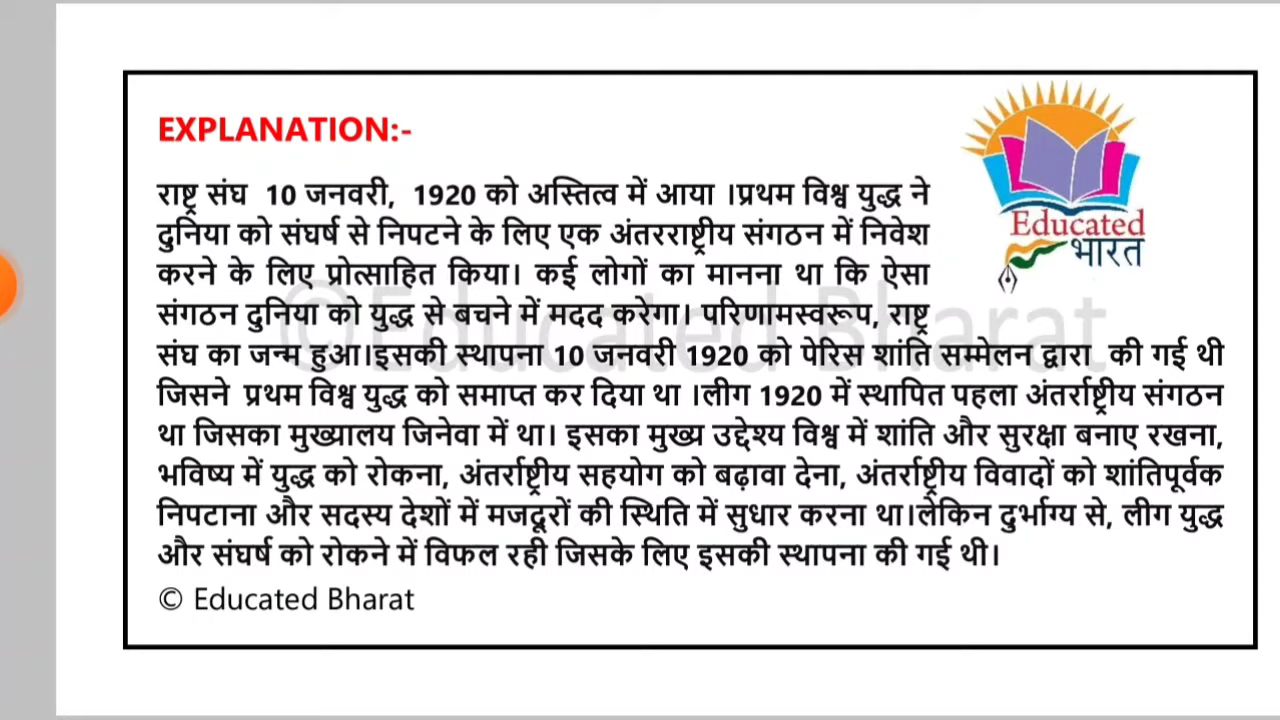 EXPLANATION:-
राष्ट्र संघ 10 जनवरी, 1920 को अस्तित्व में आया ।प्रथम विश्व युद्ध ने
दुनिया को संघर्ष से निपटने के लिए एक अंतरराष्ट्रीय संगठन में निवेश
करने के लिए प्रोत्साहित किया। कई लोगों का मानना था कि ऐसा
संगठन दुनिया को युद्ध से बचने में मदद करेगा। परिणामस्वरूप, राष्ट्र
संघ का जन्म हुआ।इसकी स्थापना 10 जनवरी 1920 को पेरिस शांति सम्मेलन द्वारा की गई थी
जिसने प्रथम विश्व युद्ध को समाप्त कर दिया था ।लीग 1920 में स्थापित पहला अंतर्राष्ट्रीय संगठन
था जिसका मुख्यालय जिनेवा में था। इसका मुख्य उद्देश्य विश्व में शांति और सुरक्षा बनाए रखना,
भविष्य में युद्ध को रोकना, अंतर्राष्ट्रीय सहयोग को बढ़ावा देना, अंतर्राष्ट्रीय विवादों को शांतिपूर्वक
निपटाना और सदस्य देशों में मजदूरों की स्थिति में सुधार करना था।लेकिन दुर्भाग्य से, लीग युद्ध
और संघर्ष को रोकने में विफल रही जिसके लिए इसकी स्थापना की गई थी।
© Educated Bharat
Educated
भारत
©Educated Bharat